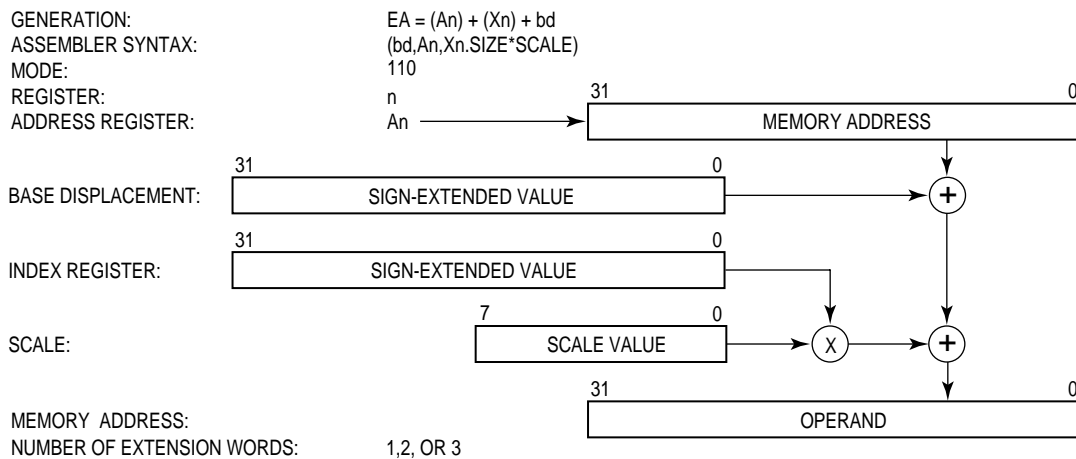 GENERATION: EA = (An) + (Xn) + bd
ASSEMBLER SYNTAX: (bd,An,Xn.SIZE*SCALE)
MODE: 110
REGISTER: n
31 0
ADDRESS REGISTER: An MEMORY ADDRESS
31 0
BASE DISPLACEMENT: SIGN-EXTENDED VALUE +
31 0
INDEX REGISTER: SIGN-EXTENDED VALUE
7 0
SCALE: SCALE VALUE X +
31 0
MEMORY ADDRESS: OPERAND
NUMBER OF EXTENSION WORDS: 1,2, OR 3